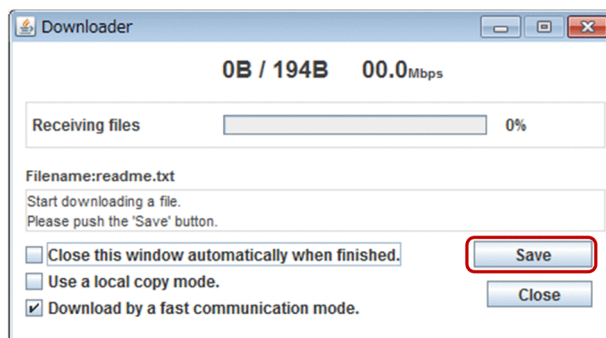 Downloader
0B / 194B 00.0Mbps
Receiving files 0%
Filename:readme.txt
Start downloading a file.
Please push the 'Save' button.
Close this window automatically when finished.
Save
Use a local copy mode.
Close
Download by a fast communication mode.